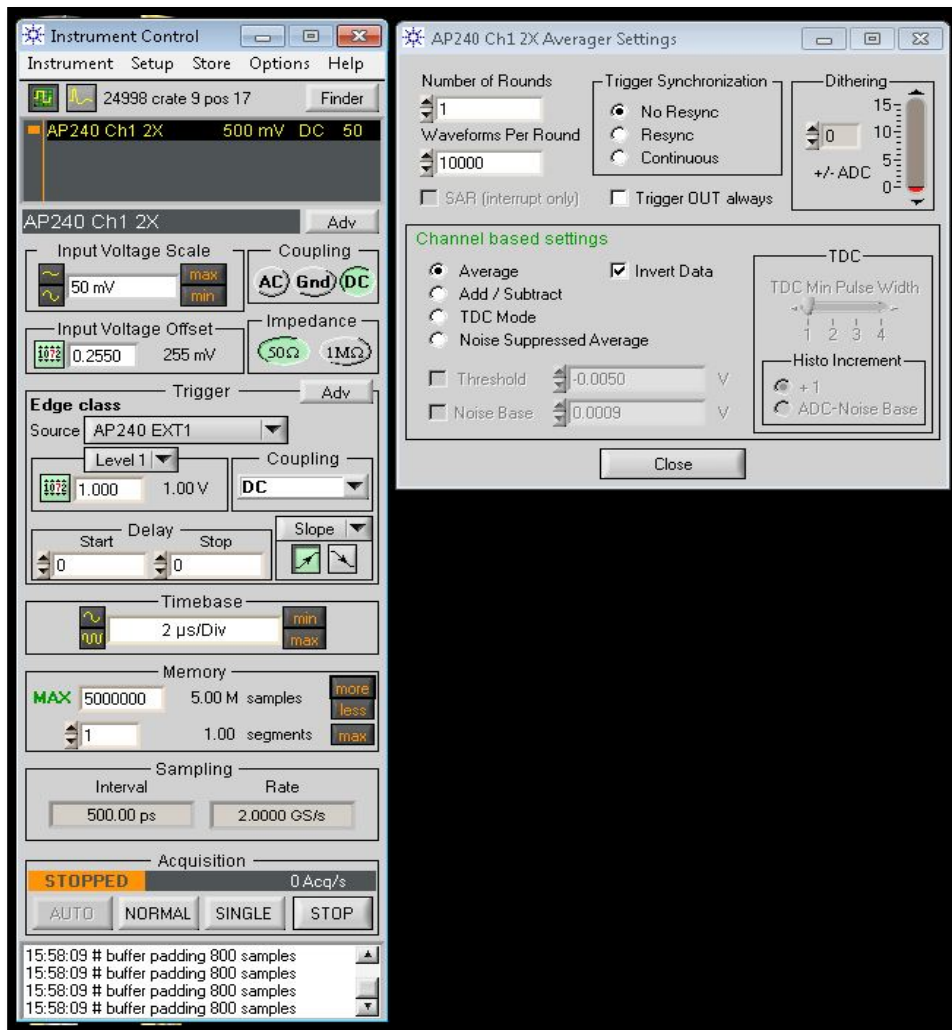 Instrument Control
Instrument Setup Store Options Help
24998 crate 9 pos 17 Finder
AP240 Ch1 2X 500 mV DC 50
AP240 Ch1 2X Adv
Input Voltage Scale Coupling
50 mV max min AC Gnd DC
Input Voltage Offset Impedance
0.2550 255 mV 50Ω 1MΩ
Trigger Adv
Edge class
Source AP240 EXT1
Level 1 Coupling
1.000 1.00 V DC
Delay Slope
Start Stop
0 0
Timebase
2 µs/Div min max
Memory
MAX 5000000 5.00 M samples more less
1 1.00 segments max
Sampling
Interval Rate
500.00 ps 2.0000 GS/s
Acquisition
STOPPED 0 Acq/s
AUTO NORMAL SINGLE STOP
15:58:09 # buffer padding 800 samples
15:58:09 # buffer padding 800 samples
15:58:09 # buffer padding 800 samples
15:58:09 # buffer padding 800 samples
AP240 Ch1 2X Averager Settings
Number of Rounds
1
Waveforms Per Round
10000
SAR (interrupt only)
Trigger Synchronization
No Resync
Resync
Continuous
Trigger OUT always
Dithering
0
+/- ADC
15
10
5
0
Channel based settings
Average
Add / Subtract
TDC Mode
Noise Suppressed Average
Invert Data
Threshold -0.0050 V
Noise Base 0.0009 V
TDC
TDC Min Pulse Width
1 2 3 4
Histo Increment
+1
ADC-Noise Base
Close